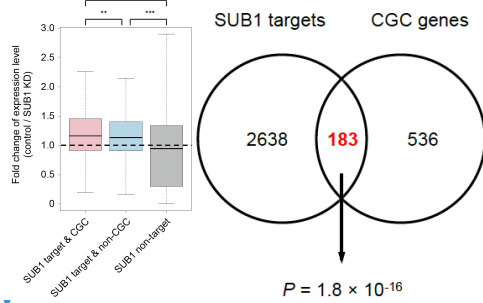 SUB1 targets
CGC genes
**
***
Fold change of expression level
(control / SUB1 KD)
3.0
2.5
2.0
1.5
1.0
0.5
0
SUB1 target & CGC
SUB1 target & non-CGC
SUB1 non-target
2638
183
536
P = 1.8 × 10-16